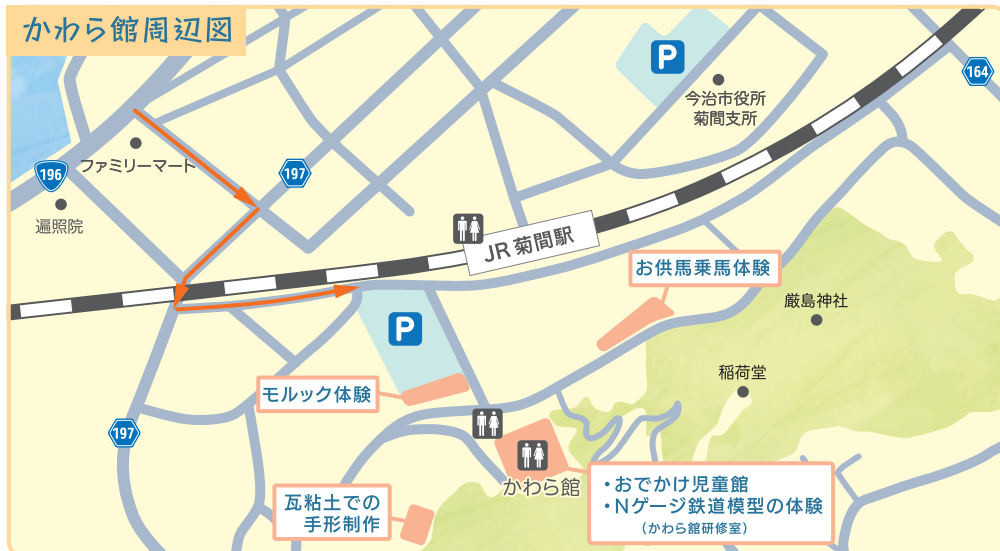 かわら館周辺図
P
今治市役所
菊間支所
164
ファミリーマート
197
196
遍照院
JR菊間駅
お供馬乗馬体験
厳島神社
P
稲荷堂
モルック体験
197
かわら館
・おでかけ児童館
・Nゲージ鉄道模型の体験
（かわら館研修室）
瓦粘土での
手形制作